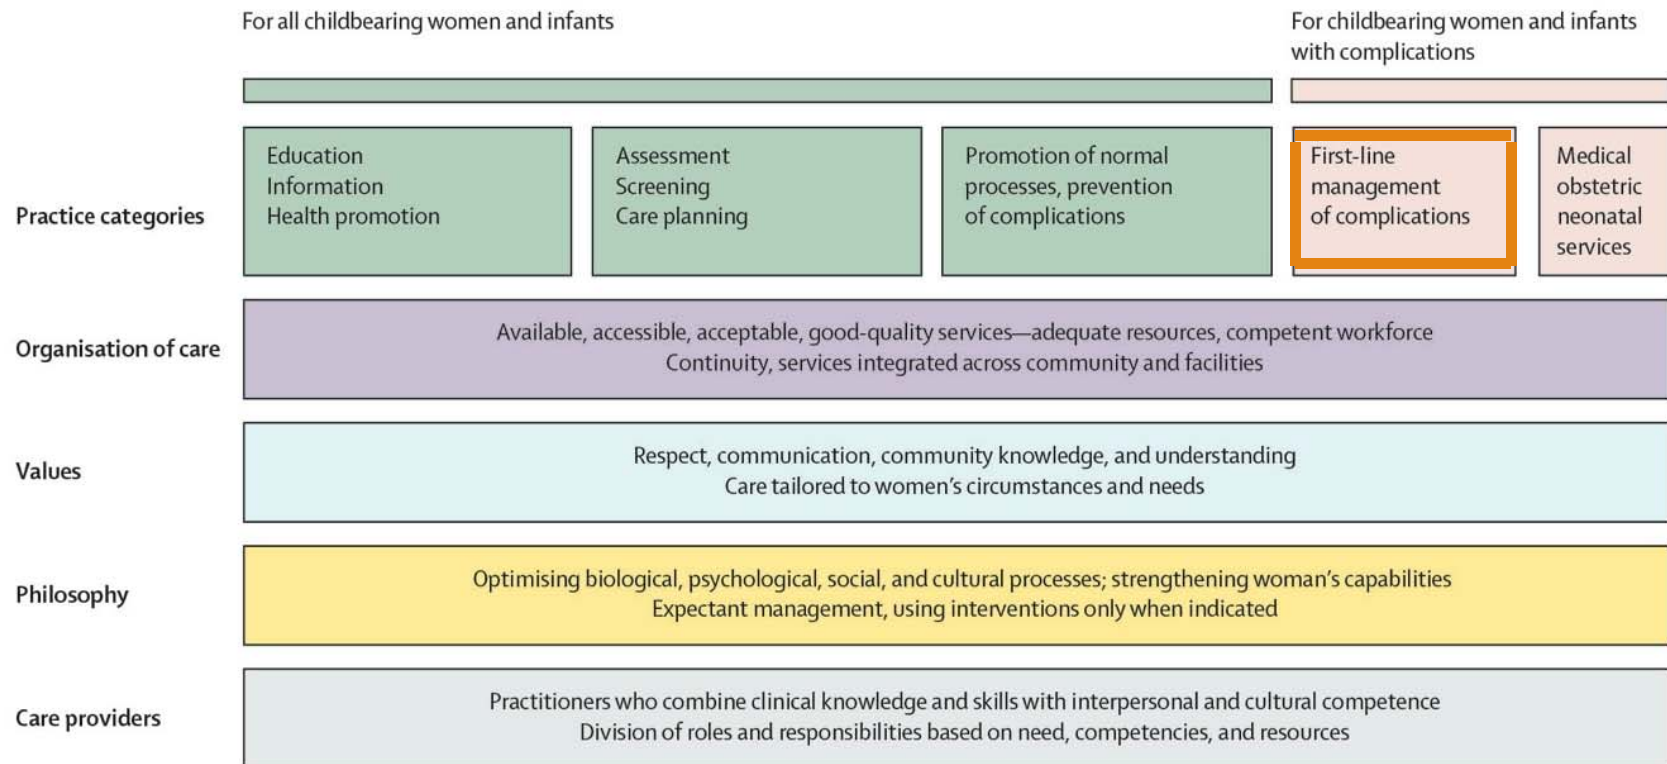 For all childbearing women and infants
For childbearing women and infants
with complications
Practice categories
Education
Information
Health promotion
Assessment
Screening
Care planning
Promotion of normal
processes, prevention
of complications
First-line
management
of complications
Medical
obstetric
neonatal
services
Organisation of care
Available, accessible, acceptable, good-quality services—adequate resources, competent workforce
Continuity, services integrated across community and facilities
Values
Respect, communication, community knowledge, and understanding
Care tailored to women's circumstances and needs
Philosophy
Optimising biological, psychological, social, and cultural processes; strengthening woman's capabilities
Expectant management, using interventions only when indicated
Care providers
Practitioners who combine clinical knowledge and skills with interpersonal and cultural competence
Division of roles and responsibilities based on need, competencies, and resources